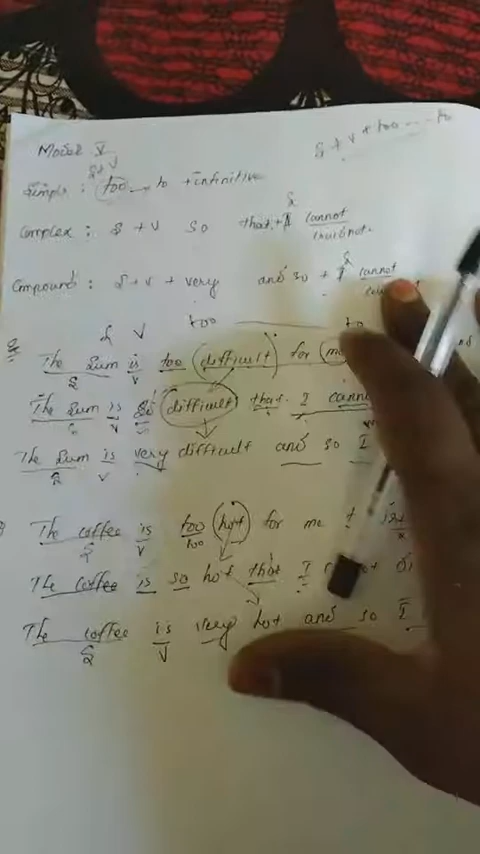 Model V
S + V + too ... to
S+V
Simple: too ... to + infinitive
S
Complex: S + V so that + I cannot
could not.
S
Compound: S + V + very and so + I cannot
S V too to
The Sum is too (difficult) for (me
S V
The Sum is so difficult that I cann
S V S
The Sum is very difficult and so I
S V
The coffee is too (hot) for me t
S V too
The coffee is so hot that I
The coffee is very hot and so I
S V